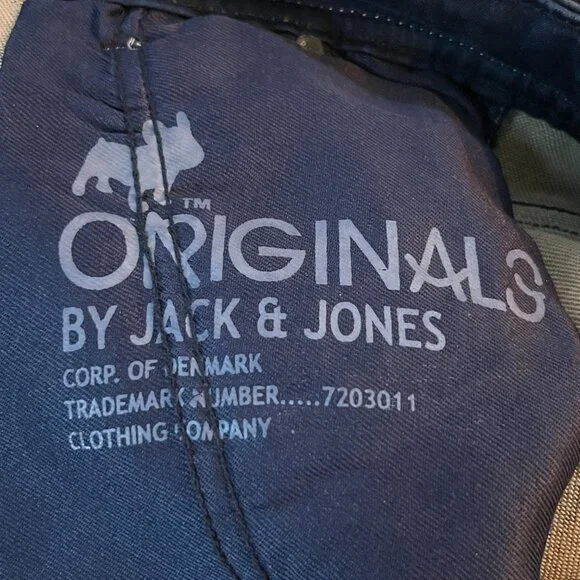 ™
ORIGINALS
BY JACK & JONES
CORP. OF DENMARK
TRADEMARK NUMBER.....7203011
CLOTHING COMPANY